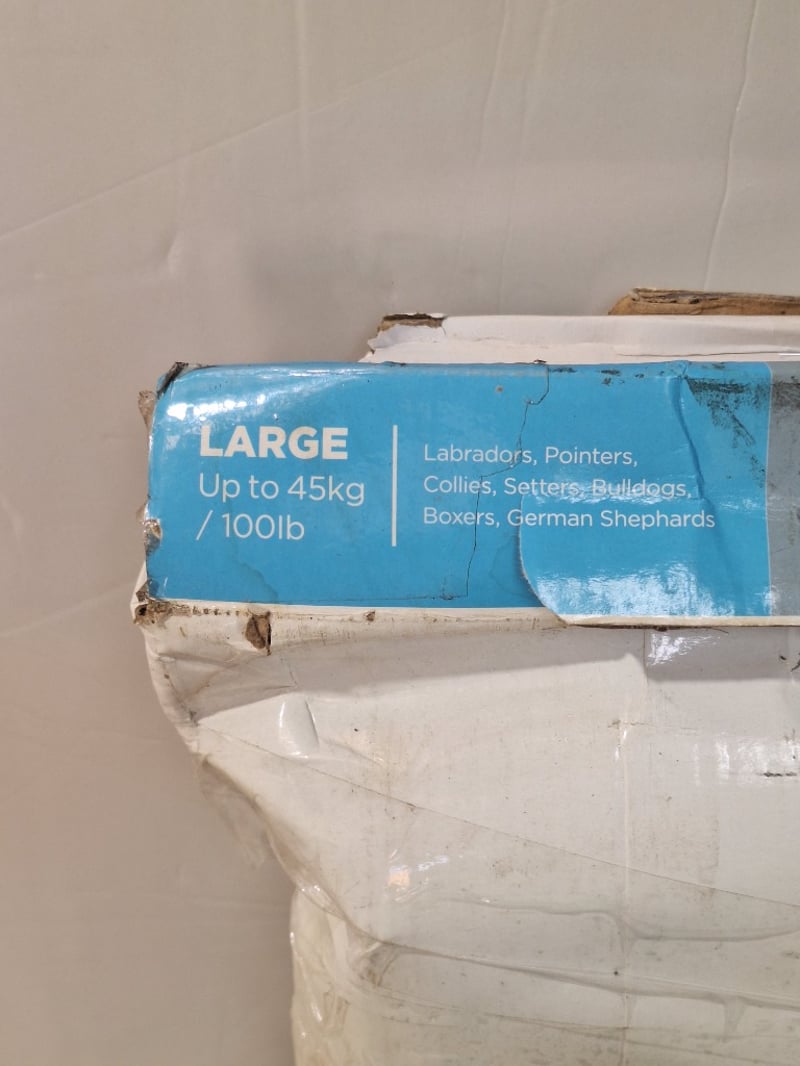 LARGE
Up to 45kg
/ 100lb
Labradors, Pointers,
Collies, Setters, Bulldogs,
Boxers, German Shephards